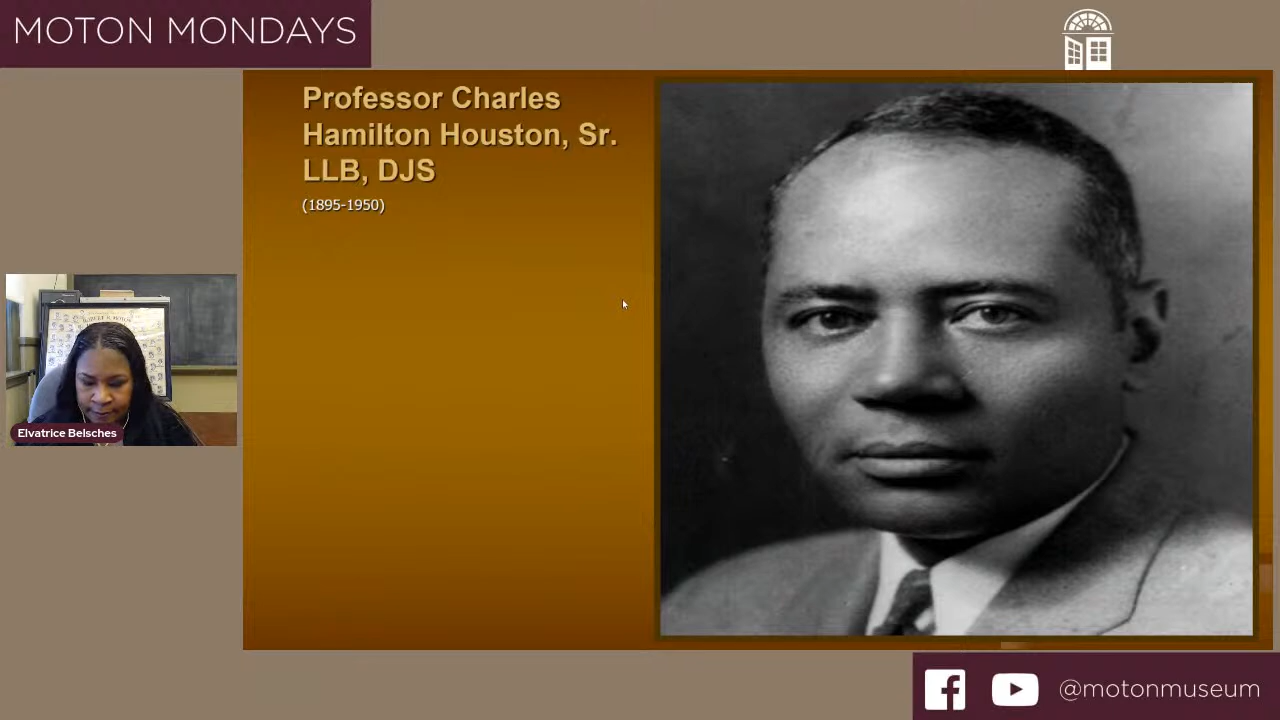 MOTON MONDAYS
Professor Charles
Hamilton Houston, Sr.
LLB, DJS
(1895-1950)
Elvatrice Belsches
@motonmuseum